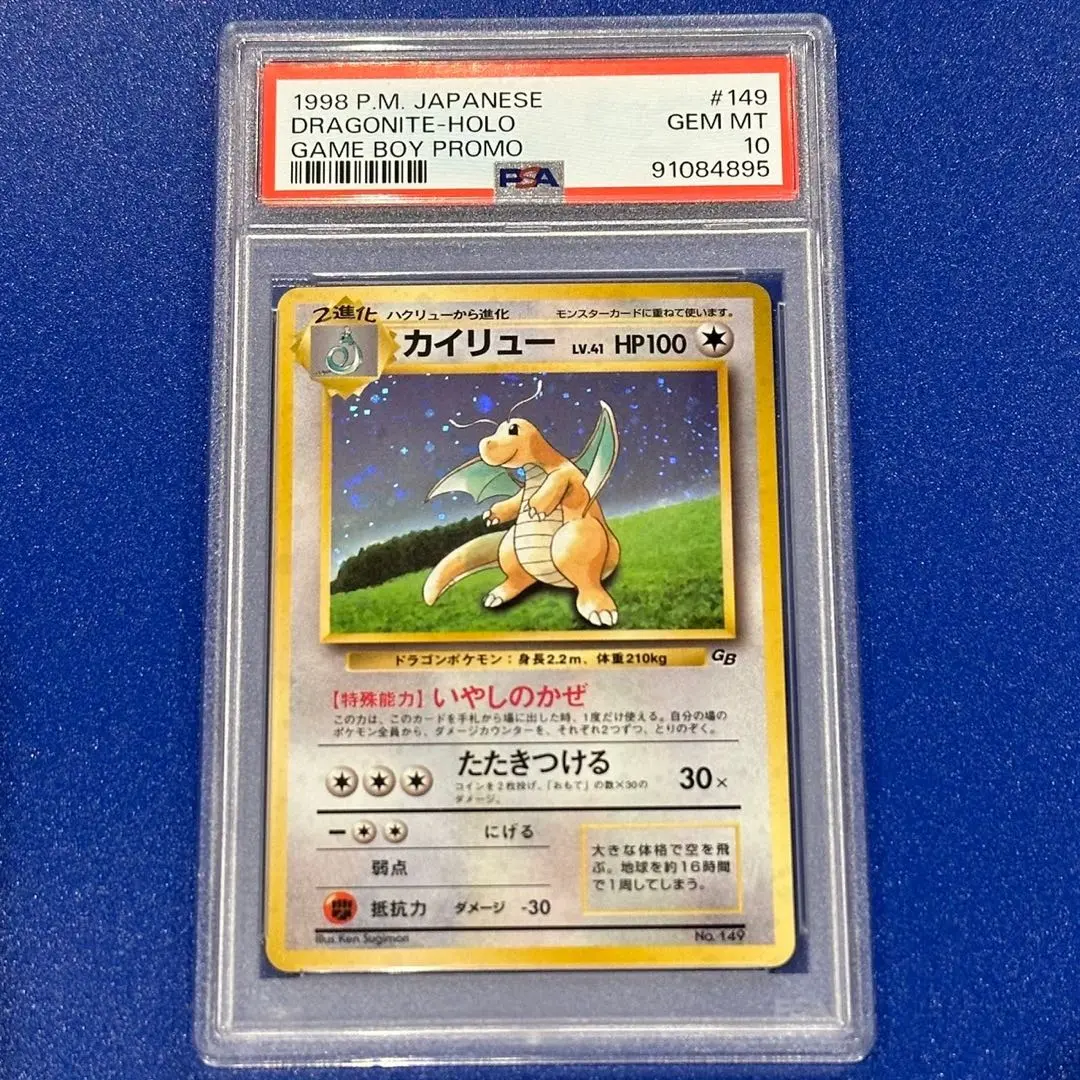 1998 P.M. JAPANESE #149
DRAGONITE-HOLO GEM MT
GAME BOY PROMO 10
PSA 91084895
2進化 ハクリューから進化 モンスターカードに重ねて使います。
カイリュー LV.41 HP100
ドラゴンポケモン:身長2.2m、体重210kg GB
【特殊能力】いやしのかぜ
この力は、このカードを手札から場に出した時、1度だけ使える。自分の場の
ポケモン全員から、ダメージカウンターを、それぞれ2つずつ、とりのぞく。
たたきつける 30×
コインを2枚投げ、「おもて」の数×30の
ダメージ。
にげる
弱点
抵抗力 ダメージ -30
大きな体格で空を飛
ぶ。地球を約16時間
で1周してしまう。
Illus. Ken Sugimori No. 149